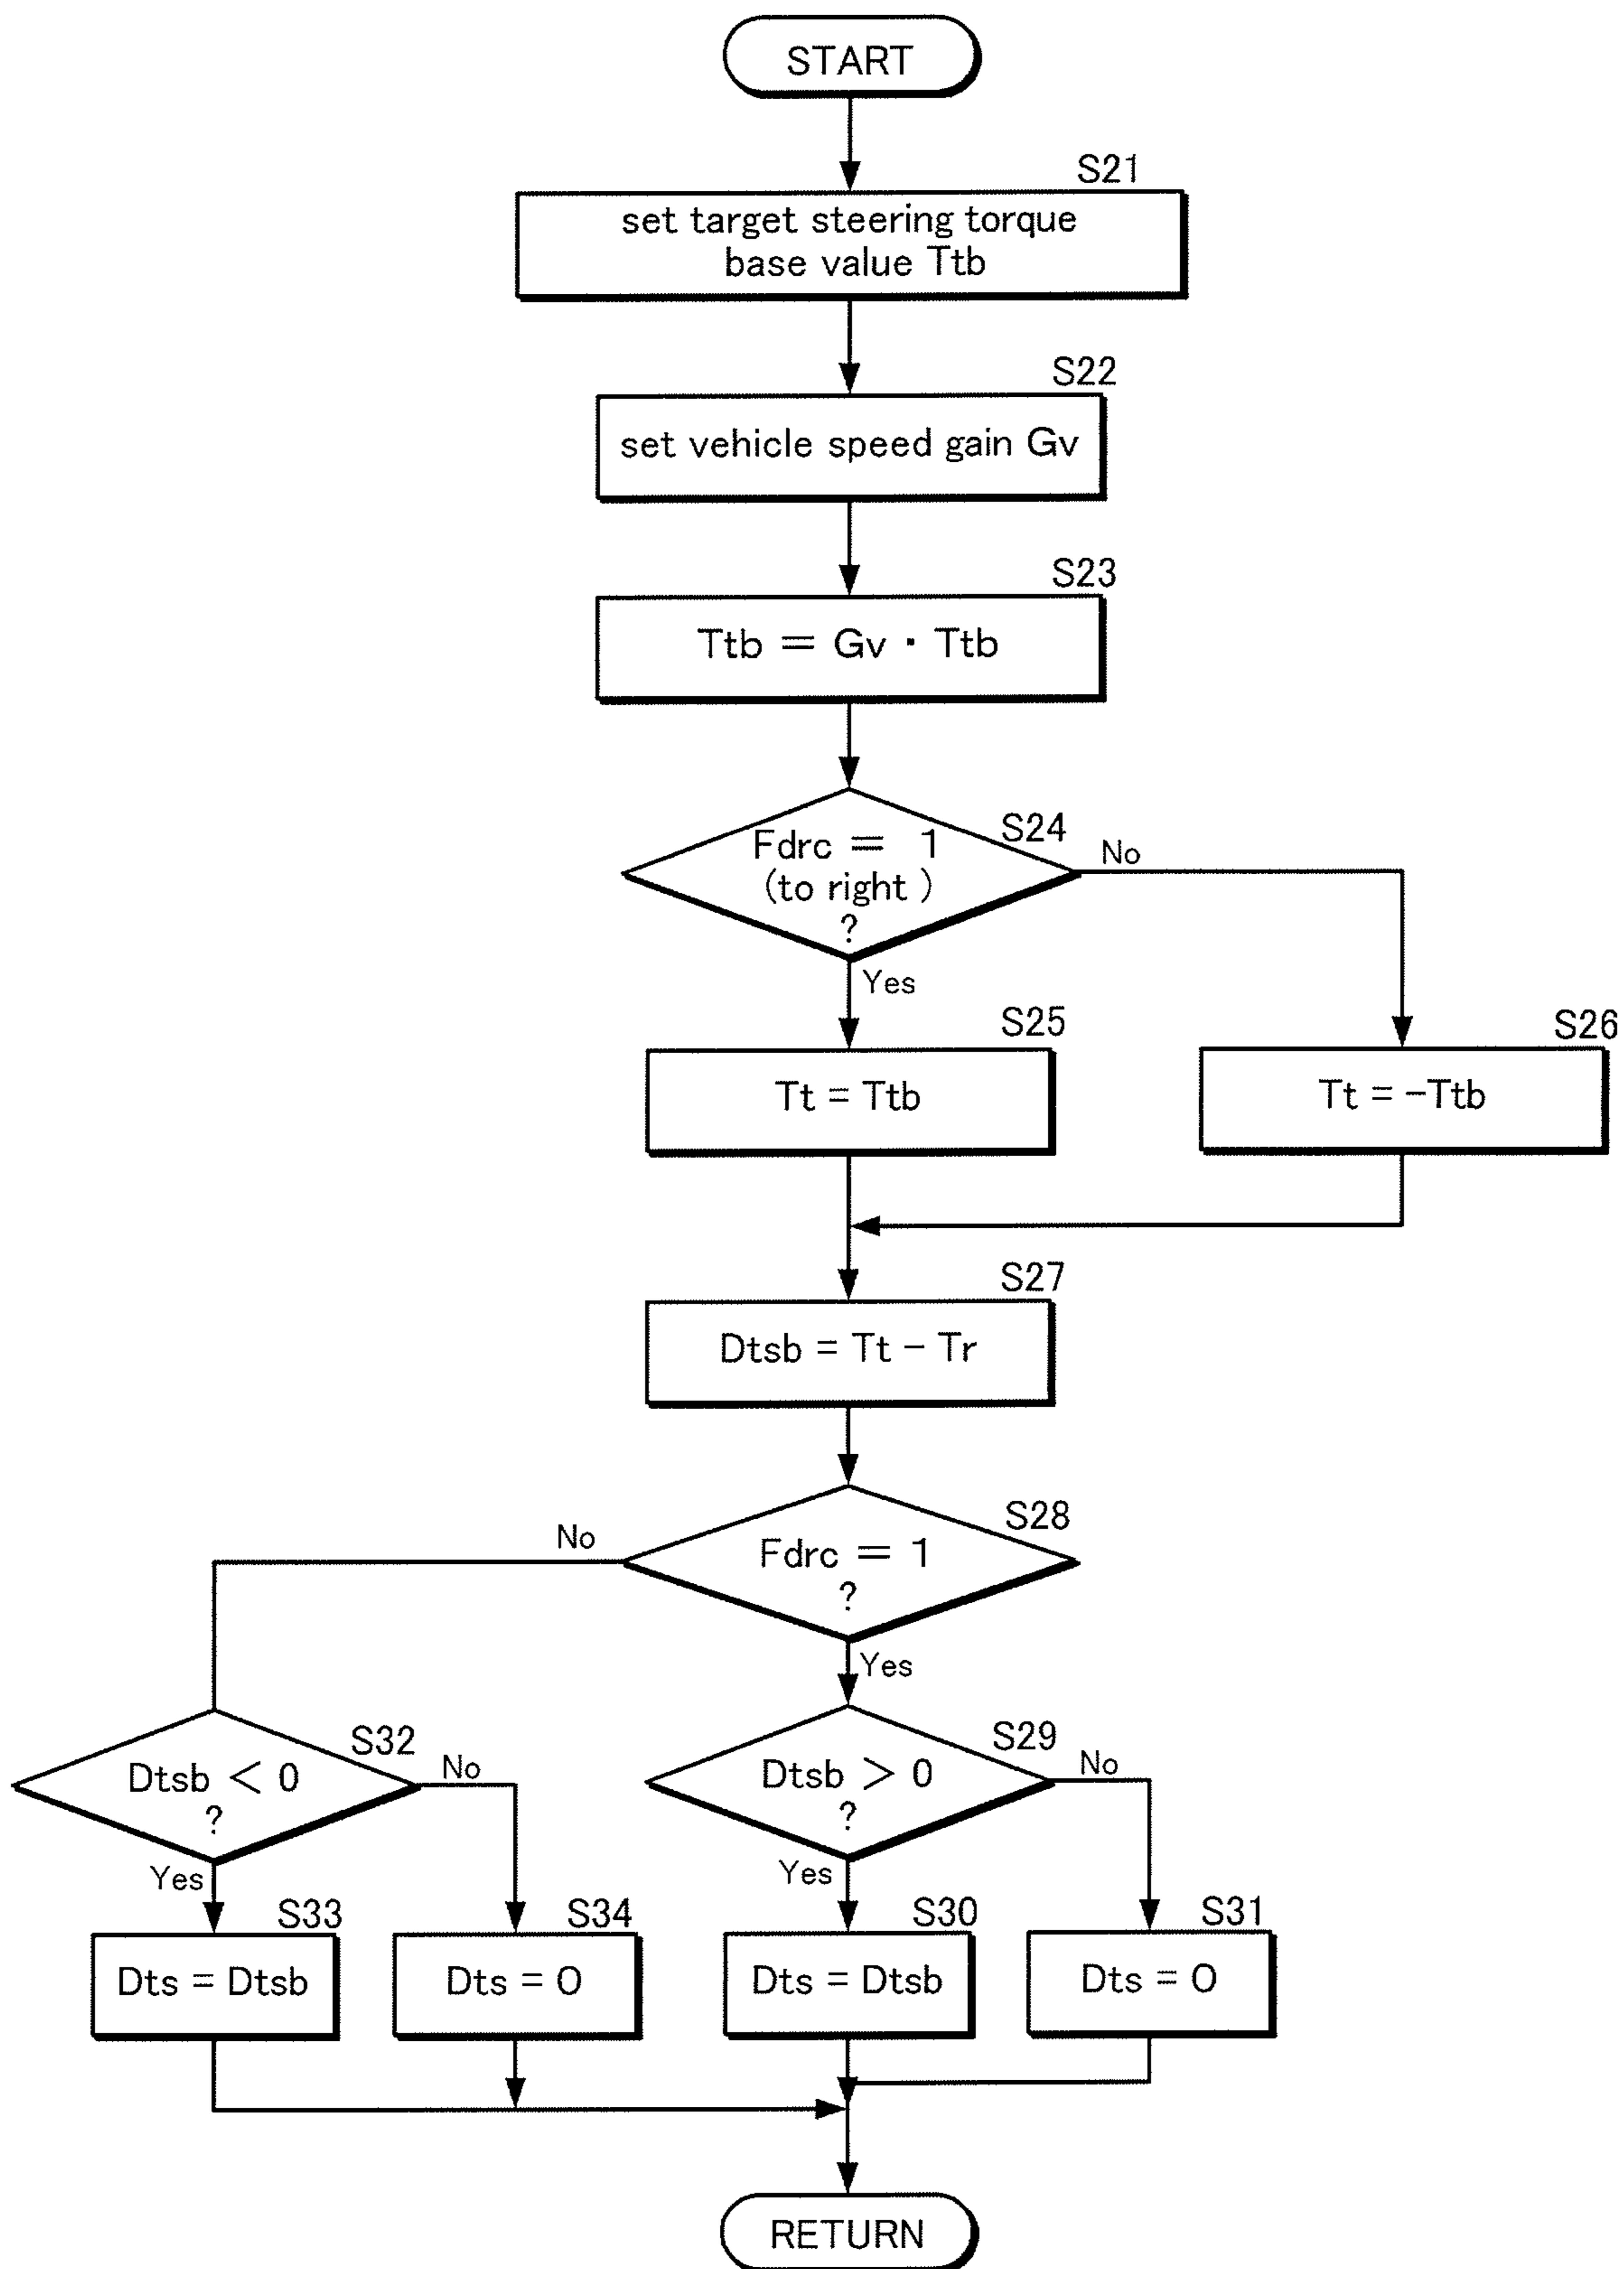 START
S21
set target steering torque
base value Ttb
S22
set vehicle speed gain Gv
S23
Ttb = Gv · Ttb
S24
Fdrc = 1
(to right )
?
No
Yes
S25
Tt = Ttb
S26
Tt = -Ttb
S27
Dtsb = Tt - Tr
S28
Fdrc = 1
?
No
Yes
S32
Dtsb < 0
?
No
Yes
S29
Dtsb > 0
?
No
Yes
S33
Dts = Dtsb
S34
Dts = 0
S30
Dts = Dtsb
S31
Dts = 0
RETURN